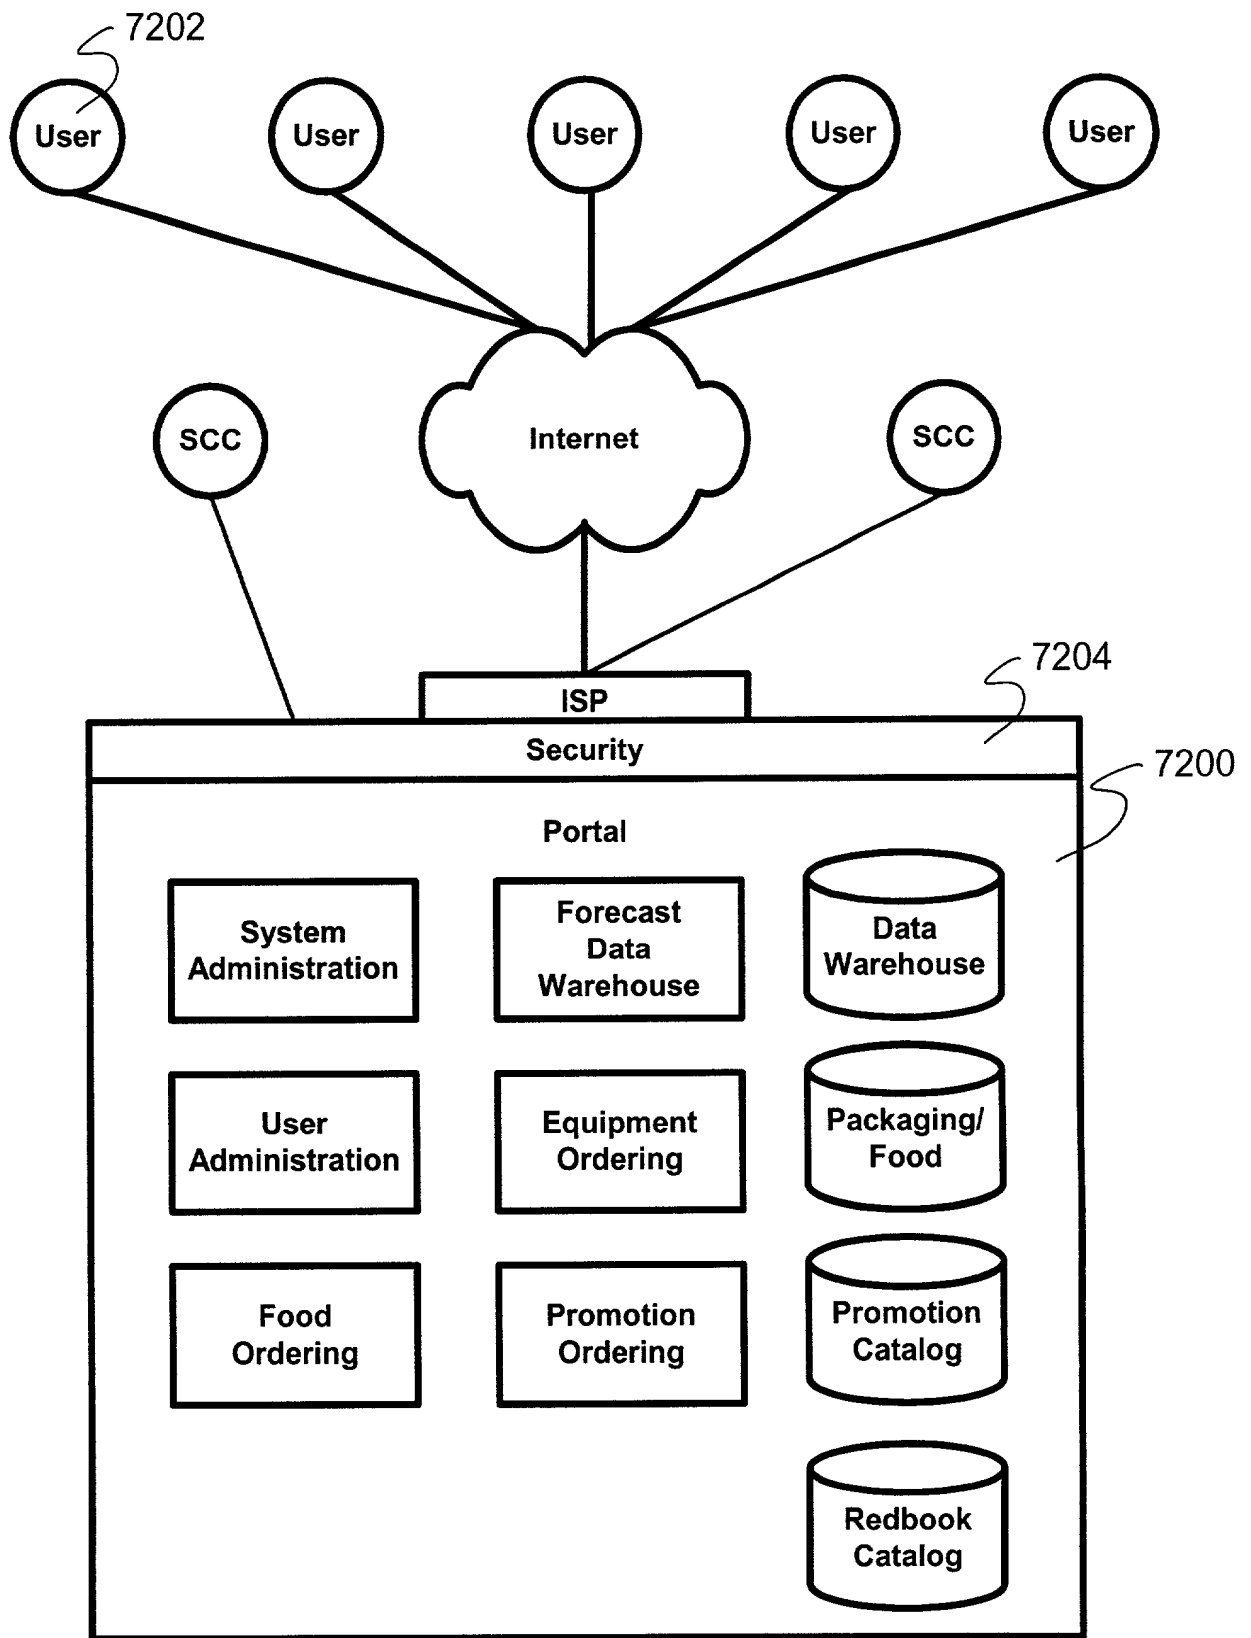 7202
User
User
User
User
User
SCC
Internet
SCC
7204
ISP
Security
7200
Portal
System
Administration
Forecast
Data
Warehouse
Data
Warehouse
User
Administration
Equipment
Ordering
Packaging/
Food
Food
Ordering
Promotion
Ordering
Promotion
Catalog
Redbook
Catalog